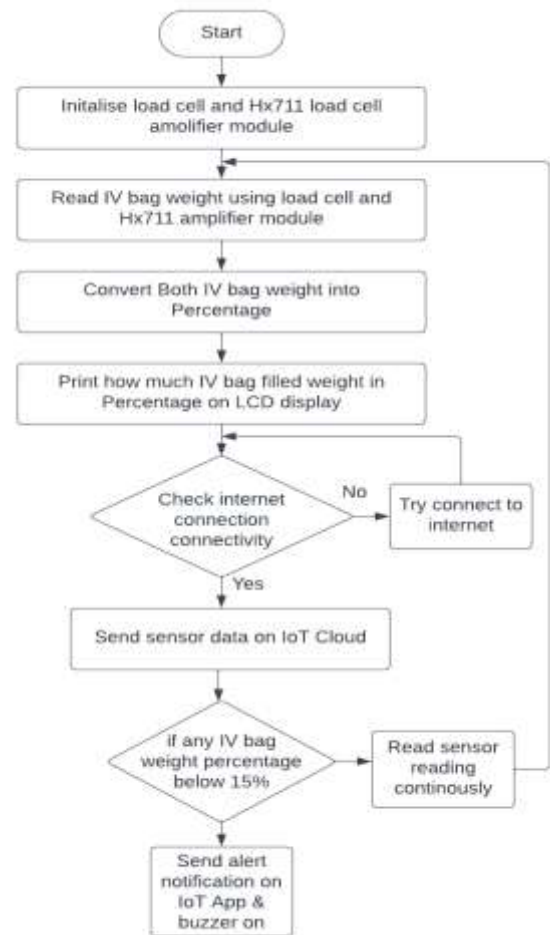 Start
Initalise load cell and Hx711 load cell
amolifier module
Read IV bag weight using load cell and
Hx711 amplifier module
Convert Both IV bag weight into
Percentage
Print how much IV bag filled weight in
Percentage on LCD display
Check internet
connection
connectivity
No
Try connect to
internet
Yes
Send sensor data on IoT Cloud
if any IV bag
weight percentage
below 15%
Read sensor
reading
continously
Send alert
notification on
IoT App &
buzzer on